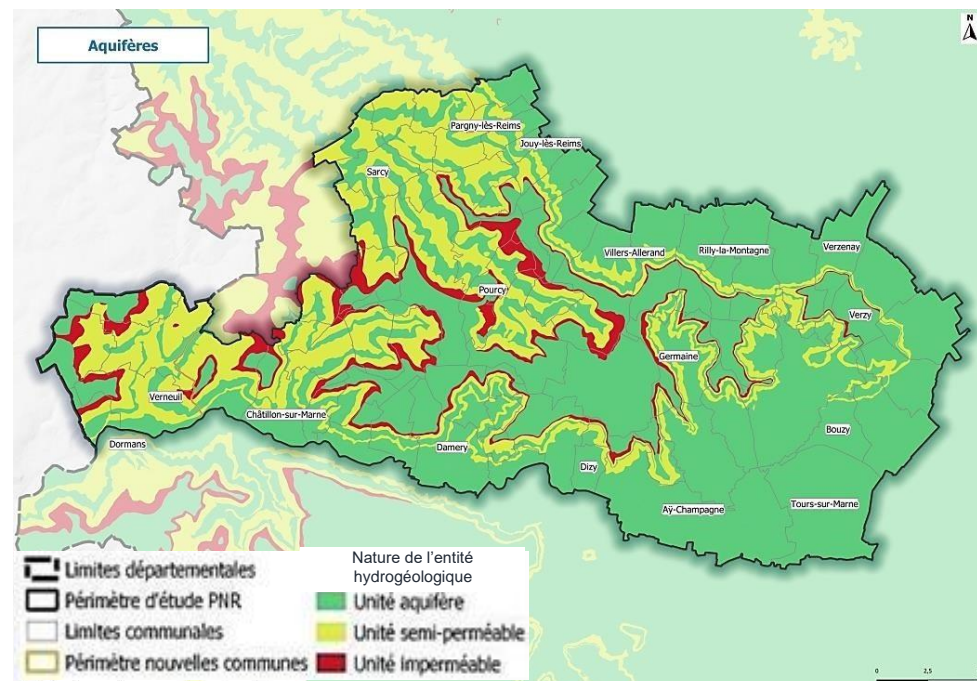 Aquifères
N
Pargny-lès-Reims
Jouy-lès-Reims
Sarcy
Villers-Allerand
Rilly-la-Montagne
Verzenay
Pourcy
Verzy
Germaine
Verneuil
Châtillon-sur-Marne
Bouzy
Dormans
Damery
Dizy
Aÿ-Champagne
Tours-sur-Marne
Limites départementales
Périmètre d'étude PNR
Limites communales
Périmètre nouvelles communes
Nature de l'entité
hydrogéologique
Unité aquifère
Unité semi-perméable
Unité imperméable
0 2,5